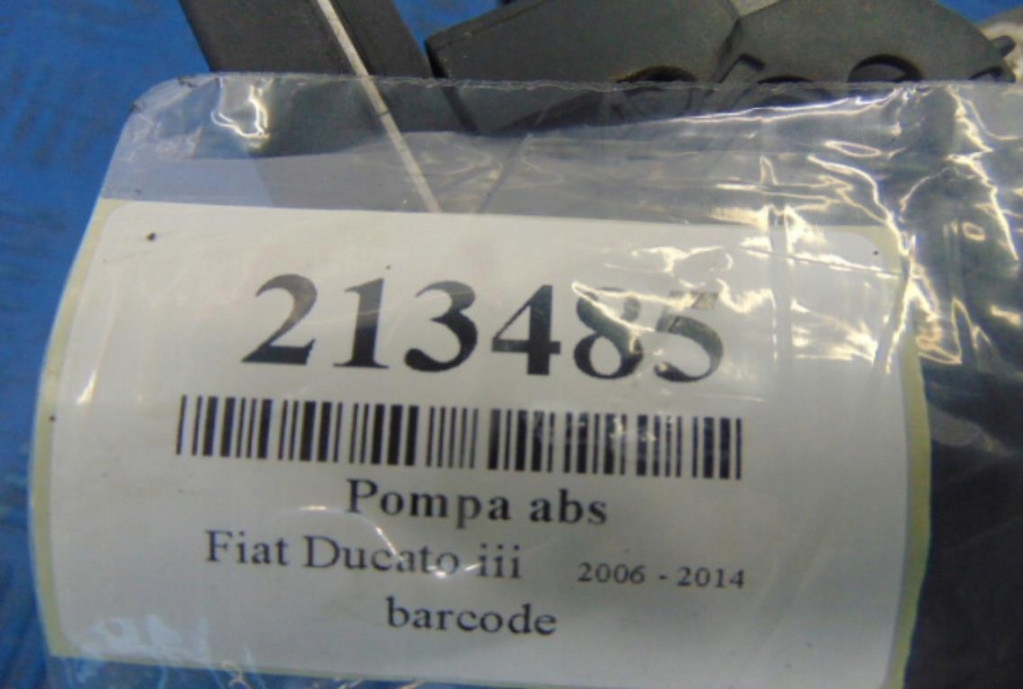 213485
Pompa abs
Fiat Ducato iii 2006 - 2014
barcode